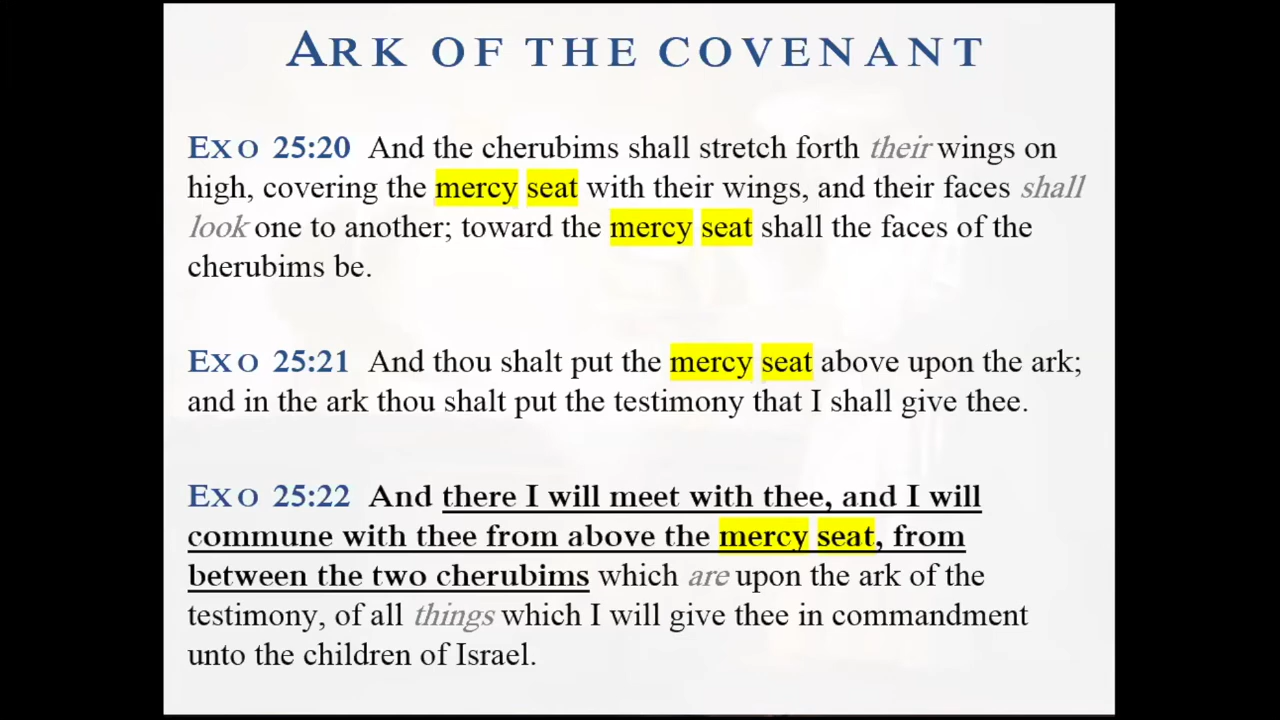 ARK OF THE COVENANT
EXO 25:20 And the cherubims shall stretch forth their wings on
high, covering the mercy seat with their wings, and their faces shall
look one to another; toward the mercy seat shall the faces of the
cherubims be.
EXO 25:21 And thou shalt put the mercy seat above upon the ark;
and in the ark thou shalt put the testimony that I shall give thee.
EXO 25:22 And there I will meet with thee, and I will
commune with thee from above the mercy seat, from
between the two cherubims which are upon the ark of the
testimony, of all things which I will give thee in commandment
unto the children of Israel.